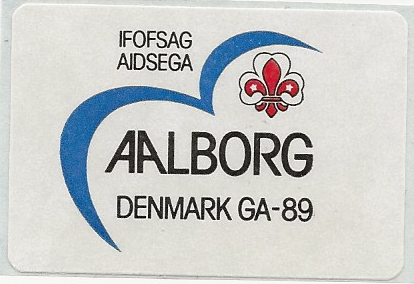 IFOFSAG
AIDSEGA
AALBORG
DENMARK GA-89